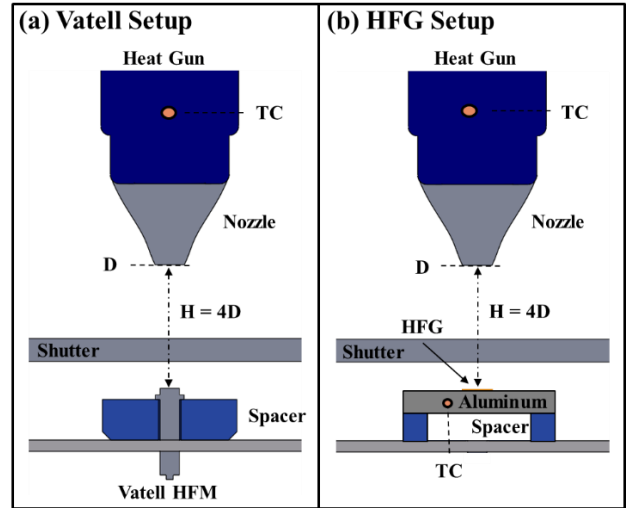 (a) Vatell Setup
Heat Gun
TC
Nozzle
D
H = 4D
Shutter
Spacer
Vatell HFM
(b) HFG Setup
Heat Gun
TC
Nozzle
D
H = 4D
HFG
Shutter
Aluminum
Spacer
TC